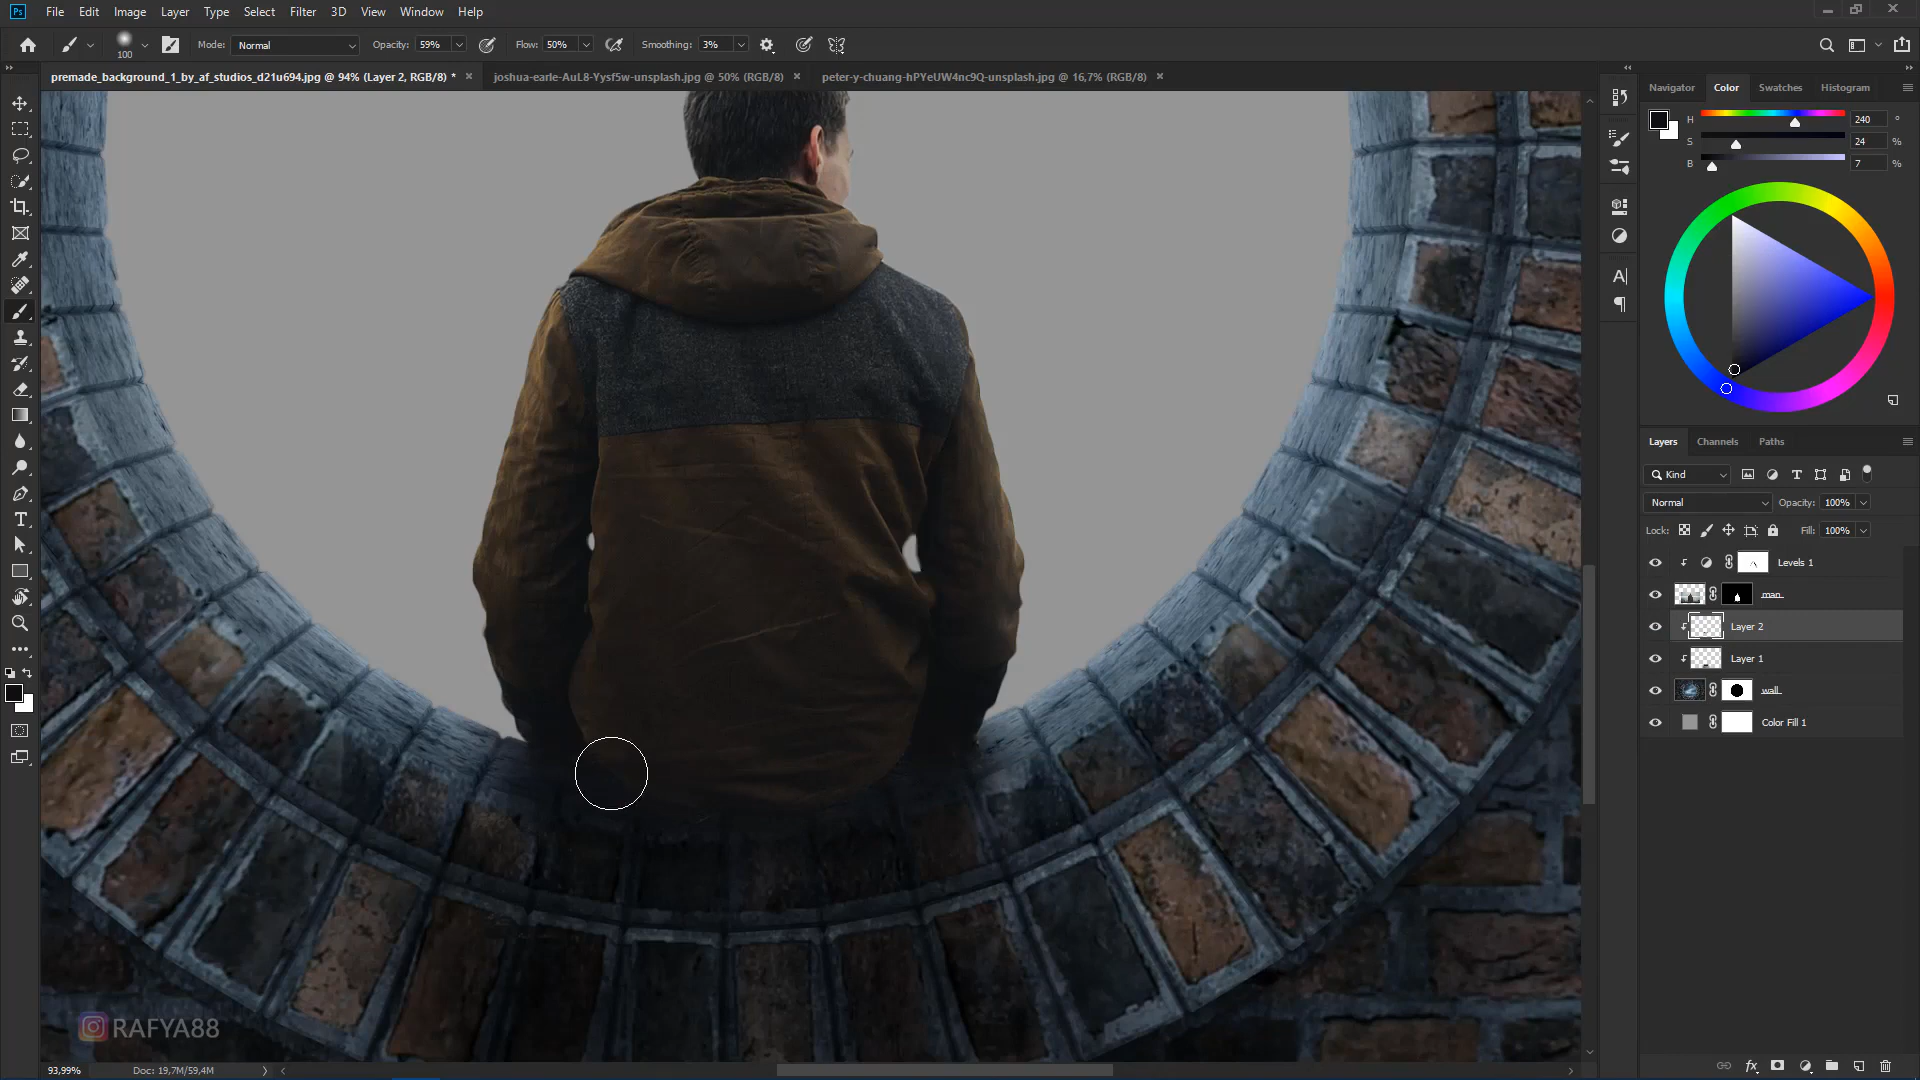 Ps File Edit Image Layer Type Select Filter 3D View Window Help
100 Mode: Normal Opacity: 59% Flow: 50% Smoothing: 3%
premade_background_1_by_af_studios_d21u694.jpg @ 94% (Layer 2, RGB/8) *
joshua-earle-AuL8-Yysf5w-unsplash.jpg @ 50% (RGB/8)
peter-y-chuang-hPYeUW4nc9Q-unsplash.jpg @ 16,7% (RGB/8)
Navigator Color Swatches Histogram
H 240 °
S 24 %
B 7 %
Layers Channels Paths
Kind
Normal Opacity: 100%
Lock: Fill: 100%
Levels 1
man
Layer 2
Layer 1
wall
Color Fill 1
RAFYA88
93,99% Doc: 19,7M/59,4M